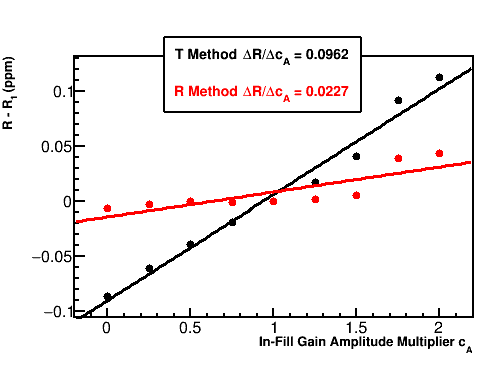 T Method ΔR/Δc_A = 0.0962
R Method ΔR/Δc_A = 0.0227
R - R_1 (ppm)
0.1
0.05
0
−0.05
−0.1
0
0.5
1
1.5
2
In-Fill Gain Amplitude Multiplier c_A